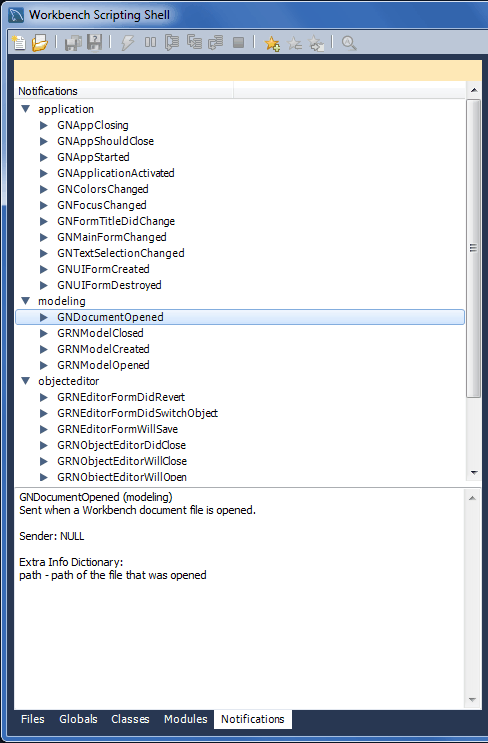 Workbench Scripting Shell
Notifications
application
GNAppClosing
GNAppShouldClose
GNAppStarted
GNApplicationActivated
GNColorsChanged
GNFocusChanged
GNFormTitleDidChange
GNMainFormChanged
GNTextSelectionChanged
GNUIFormCreated
GNUIFormDestroyed
modeling
GNDocumentOpened
GRNModelClosed
GRNModelCreated
GRNModelOpened
objecteditor
GRNEditorFormDidRevert
GRNEditorFormDidSwitchObject
GRNEditorFormWillSave
GRNObjectEditorDidClose
GRNObjectEditorWillClose
GRNObjectEditorWillOpen
GNDocumentOpened (modeling)
Sent when a Workbench document file is opened.
Sender: NULL
Extra Info Dictionary:
path - path of the file that was opened
Files Globals Classes Modules Notifications